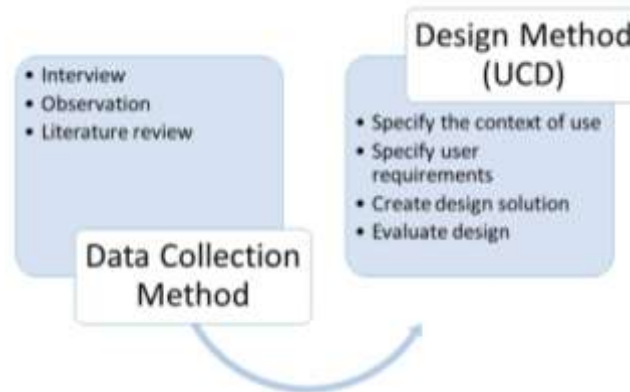 • Interview
• Observation
• Literature review
Data Collection
Method
Design Method
(UCD)
• Specify the context of use
• Specify user
requirements
• Create design solution
• Evaluate design